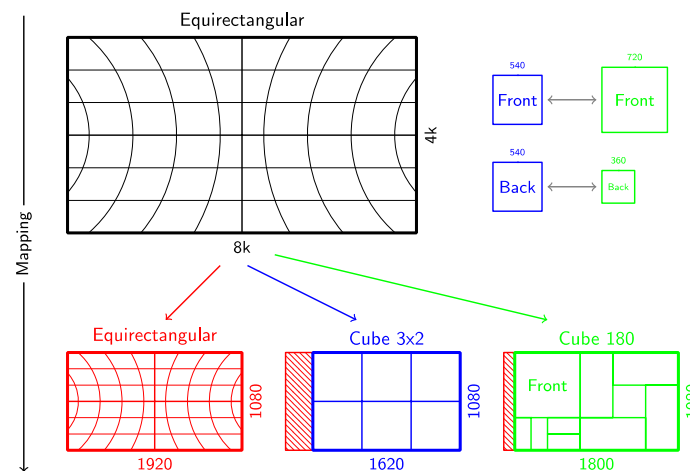 Equirectangular
540
720
Front
Front
4k
540
360
Back
Back
Mapping
8k
Equirectangular
Cube 3x2
Cube 180
Front
1080
1080
1920
1620
1800